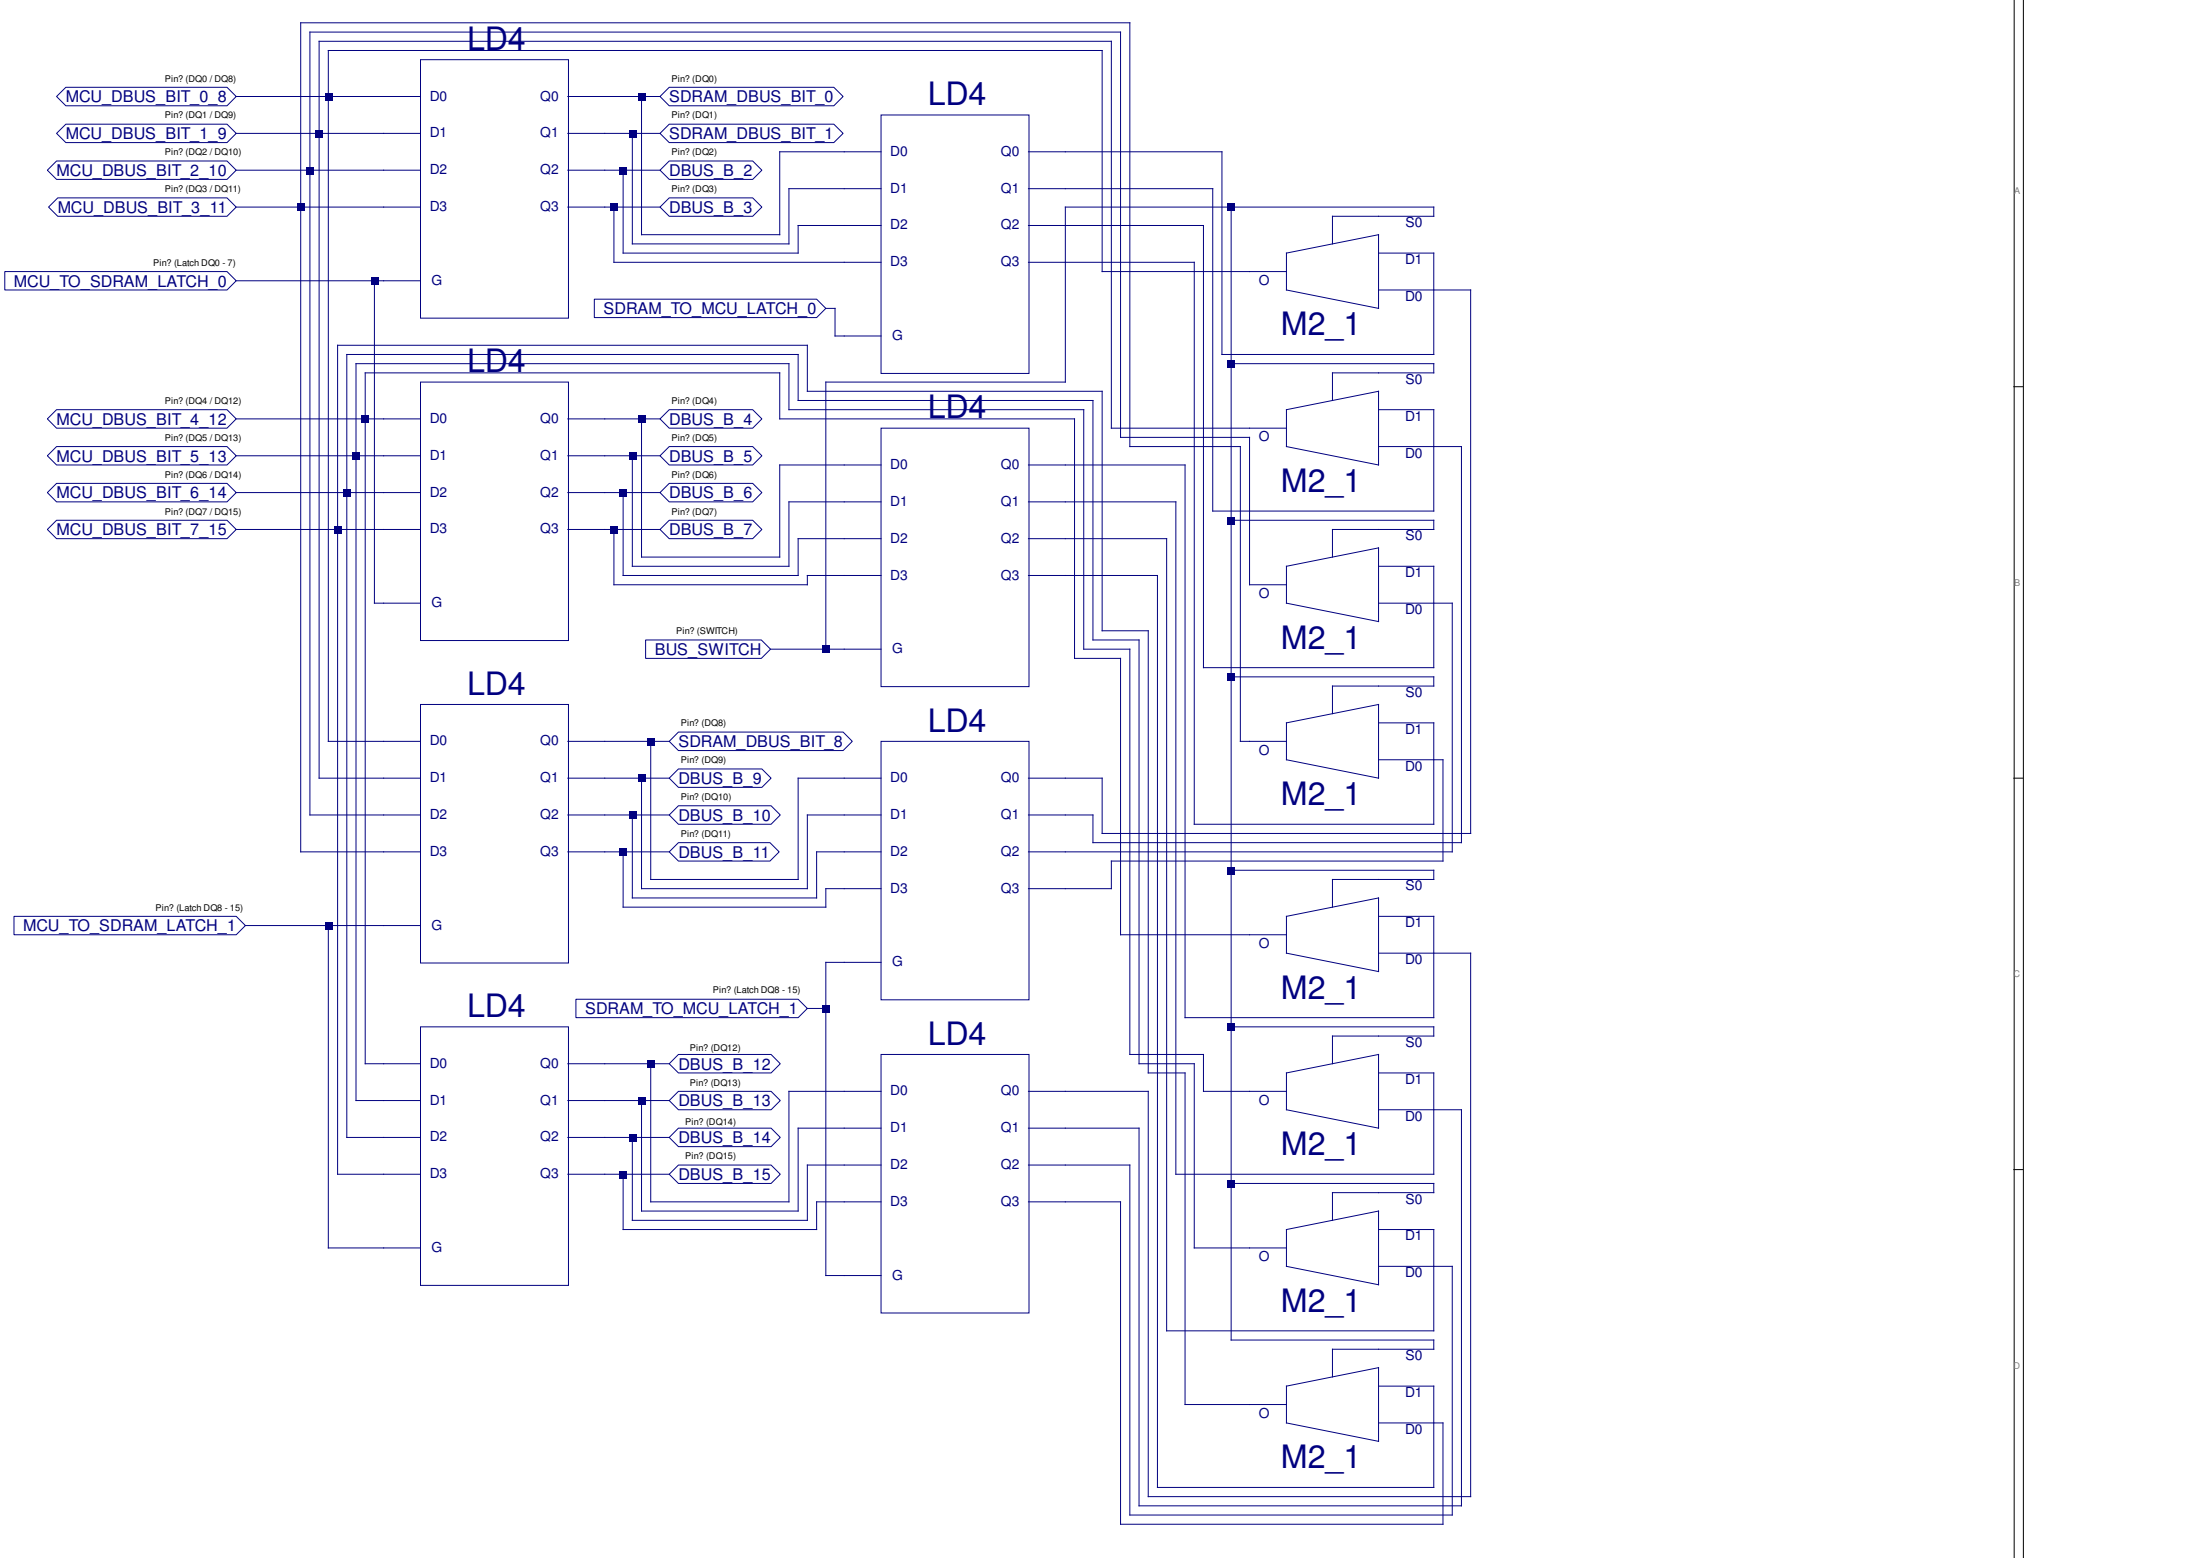 LD4
Pin? (DQ0 / DQ8)
MCU_DBUS_BIT_0_8
Pin? (DQ1 / DQ9)
MCU_DBUS_BIT_1_9
Pin? (DQ2 / DQ10)
MCU_DBUS_BIT_2_10
Pin? (DQ3 / DQ11)
MCU_DBUS_BIT_3_11
Pin? (Latch DQ0 - 7)
MCU_TO_SDRAM_LATCH_0
D0 Q0
D1 Q1
D2 Q2
D3 Q3
G
Pin? (DQ0)
SDRAM_DBUS_BIT_0
Pin? (DQ1)
SDRAM_DBUS_BIT_1
Pin? (DQ2)
DBUS_B_2
Pin? (DQ3)
DBUS_B_3
SDRAM_TO_MCU_LATCH_0
LD4
D0 Q0
D1 Q1
D2 Q2
D3 Q3
G
LD4
Pin? (DQ4 / DQ12)
MCU_DBUS_BIT_4_12
Pin? (DQ5 / DQ13)
MCU_DBUS_BIT_5_13
Pin? (DQ6 / DQ14)
MCU_DBUS_BIT_6_14
Pin? (DQ7 / DQ15)
MCU_DBUS_BIT_7_15
D0 Q0
D1 Q1
D2 Q2
D3 Q3
G
Pin? (DQ4)
DBUS_B_4
Pin? (DQ5)
DBUS_B_5
Pin? (DQ6)
DBUS_B_6
Pin? (DQ7)
DBUS_B_7
Pin? (SWITCH)
BUS_SWITCH
LD4
D0 Q0
D1 Q1
D2 Q2
D3 Q3
G
LD4
D0 Q0
D1 Q1
D2 Q2
D3 Q3
G
Pin? (Latch DQ8 - 15)
MCU_TO_SDRAM_LATCH_1
Pin? (DQ8)
SDRAM_DBUS_BIT_8
Pin? (DQ9)
DBUS_B_9
Pin? (DQ10)
DBUS_B_10
Pin? (DQ11)
DBUS_B_11
Pin? (Latch DQ8 - 15)
SDRAM_TO_MCU_LATCH_1
LD4
D0 Q0
D1 Q1
D2 Q2
D3 Q3
G
LD4
D0 Q0
D1 Q1
D2 Q2
D3 Q3
G
Pin? (DQ12)
DBUS_B_12
Pin? (DQ13)
DBUS_B_13
Pin? (DQ14)
DBUS_B_14
Pin? (DQ15)
DBUS_B_15
LD4
D0 Q0
D1 Q1
D2 Q2
D3 Q3
G
S0
D1
O D0
M2_1
S0
D1
O D0
M2_1
S0
D1
O D0
M2_1
S0
D1
O D0
M2_1
S0
D1
O D0
M2_1
S0
D1
O D0
M2_1
S0
D1
O D0
M2_1
S0
D1
O D0
M2_1
A
B
C
D